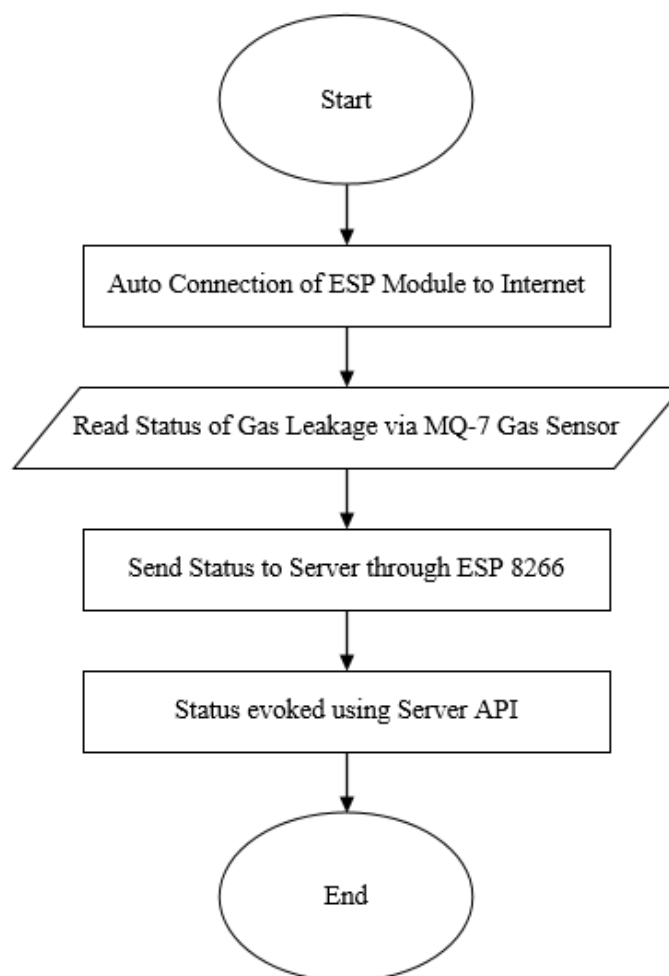 Start
Auto Connection of ESP Module to Internet
Read Status of Gas Leakage via MQ-7 Gas Sensor
Send Status to Server through ESP 8266
Status evoked using Server API
End